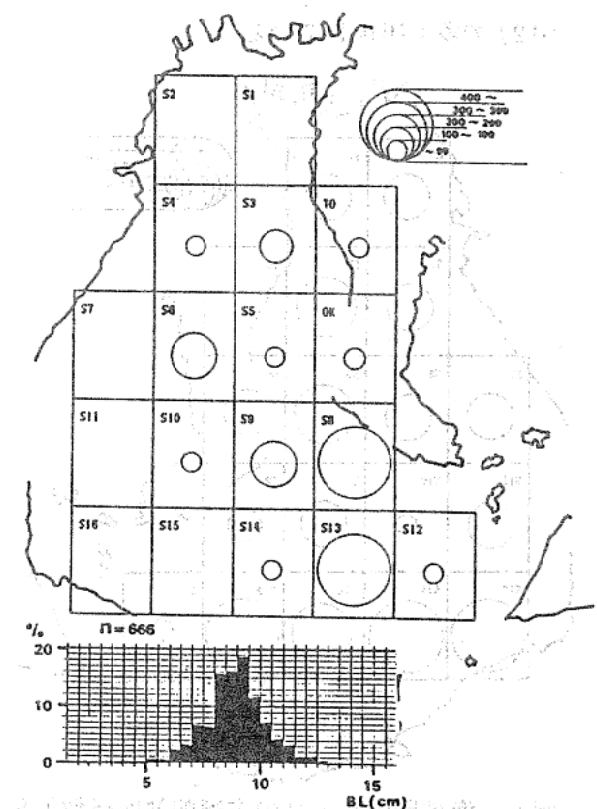 S2 S1
400 ~
300 ~ 399
200 ~ 299
100 ~ 199
~ 99
S4 S3 TO
S7 S6 S5 OK
S11 S10 S9 S8
S16 S15 S14 S13 S12
% n=666
20
10
0
5 10 15
BL(cm)